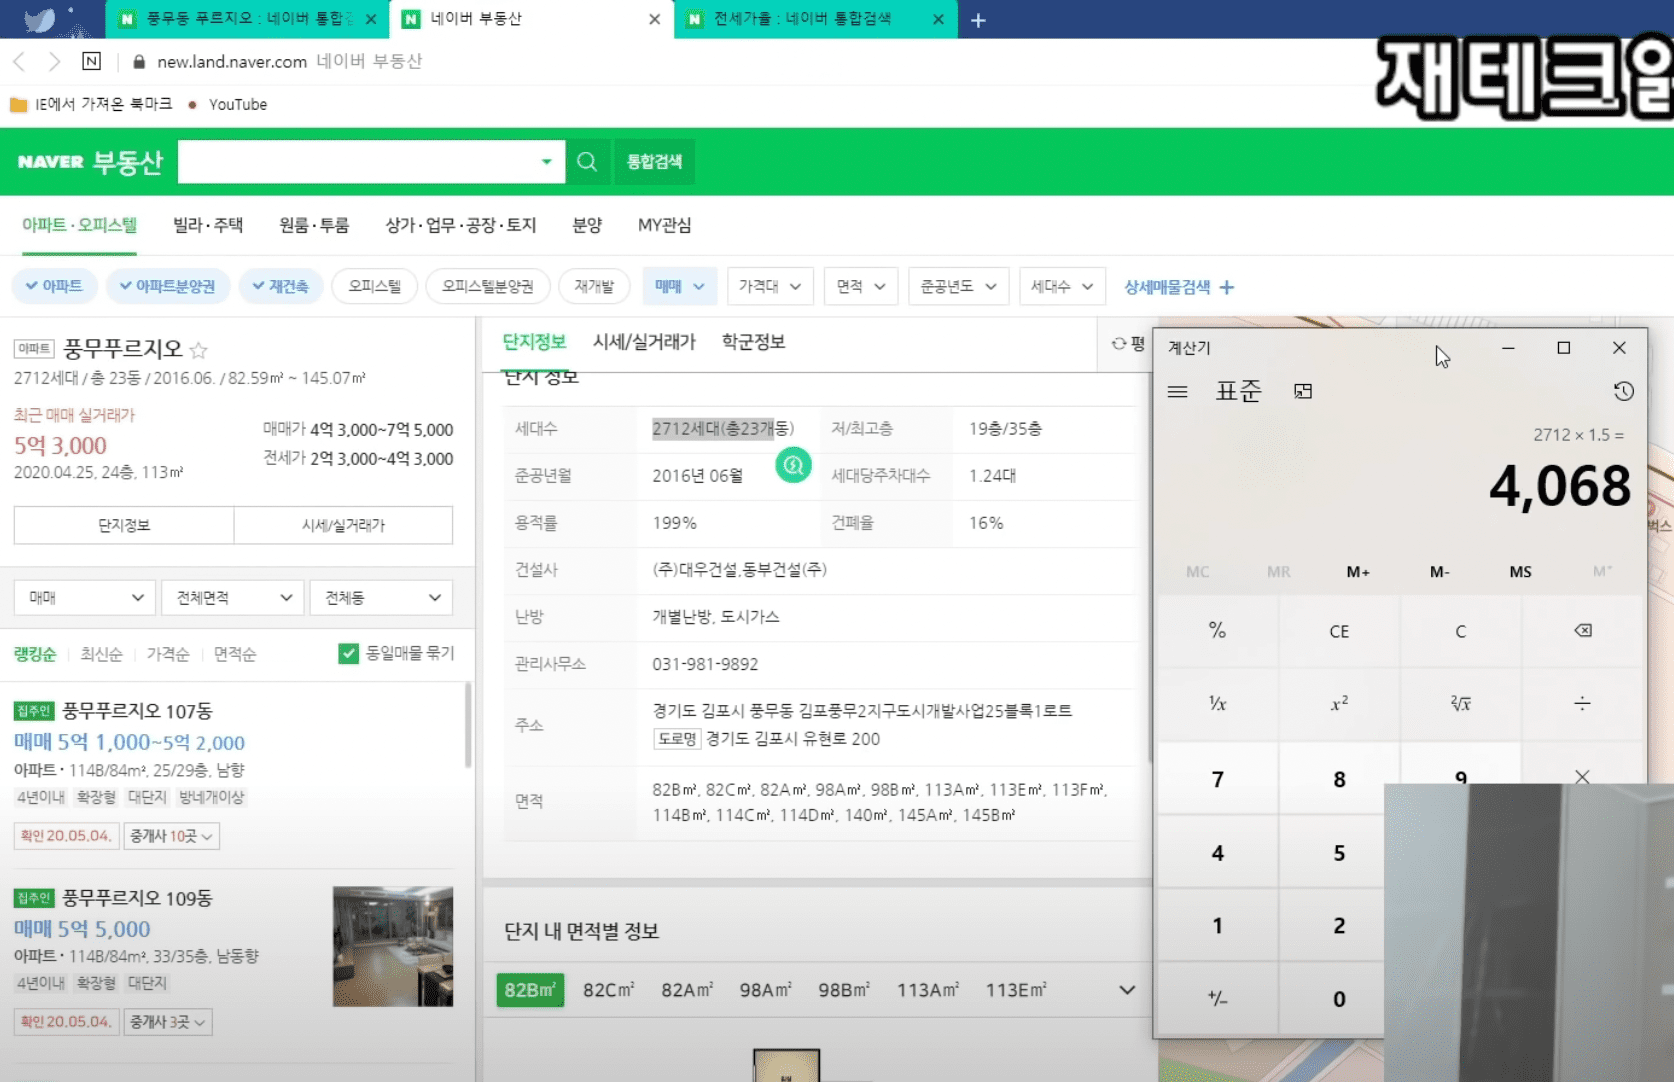 풍무동 푸르지오 : 네이버 통합검
네이버 부동산
전세가율 : 네이버 통합검색
new.land.naver.com 네이버 부동산
IE에서 가져온 북마크
YouTube
재테크
NAVER 부동산
통합검색
아파트·오피스텔
빌라·주택
원룸·투룸
상가·업무·공장·토지
분양
MY관심
아파트
아파트분양권
재건축
오피스텔
오피스텔분양권
재개발
매매
가격대
면적
준공년도
세대수
상세매물검색
아파트 풍무푸르지오
2712세대 / 총 23동 / 2016.06. / 82.59㎡ ~ 145.07㎡
최근 매매 실거래가
5억 3,000
2020.04.25, 24층, 113㎡
매매가 4억 3,000~7억 5,000
전세가 2억 3,000~4억 3,000
단지정보
시세/실거래가
매매
전체면적
전체동
랭킹순
최신순
가격순
면적순
동일매물 묶기
집주인 풍무푸르지오 107동
매매 5억 1,000~5억 2,000
아파트 · 114B/84㎡, 25/29층, 남향
4년이내 확장형 대단지 방네개이상
확인 20.05.04. 중개사 10곳
집주인 풍무푸르지오 109동
매매 5억 5,000
아파트 · 114B/84㎡, 33/35층, 남동향
4년이내 확장형 대단지
확인 20.05.04. 중개사 3곳
단지정보
시세/실거래가
학군정보
평
단지 정보
세대수 2712세대(총23개동) 저/최고층 19층/35층
준공년월 2016년 06월 세대당주차대수 1.24대
용적률 199% 건폐율 16%
건설사 (주)대우건설,동부건설(주)
난방 개별난방, 도시가스
관리사무소 031-981-9892
주소 경기도 김포시 풍무동 김포풍무2지구도시개발사업25블록1로트
도로명 경기도 김포시 유현로 200
면적 82B㎡, 82C㎡, 82A㎡, 98A㎡, 98B㎡, 113A㎡, 113E㎡, 113F㎡,
114B㎡, 114C㎡, 114D㎡, 140㎡, 145A㎡, 145B㎡
단지 내 면적별 정보
82B㎡ 82C㎡ 82A㎡ 98A㎡ 98B㎡ 113A㎡ 113E㎡
계산기
표준
2712 × 1.5 =
4,068
MC MR M+ M- MS M˅
% CE C
¹/x x² ²√x ÷
7 8 9 ×
4 5
1 2
+/- 0
벅스